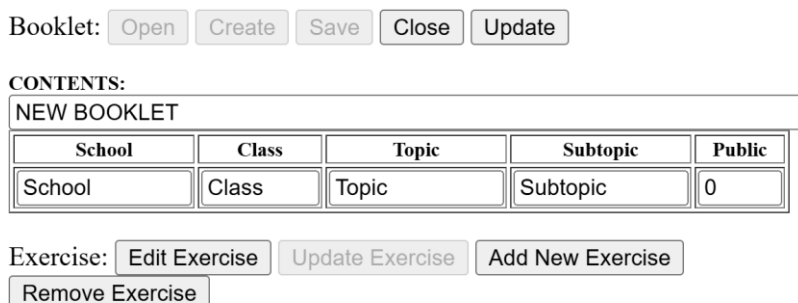 Booklet: Open Create Save Close Update
CONTENTS:
NEW BOOKLET
School Class Topic Subtopic Public
School Class Topic Subtopic 0
Exercise: Edit Exercise Update Exercise Add New Exercise
Remove Exercise